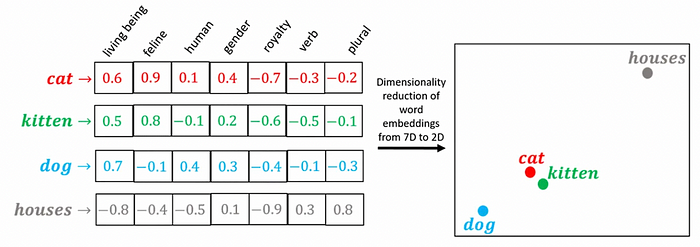 living being feline human gender royalty verb plural
cat → 0.6 0.9 0.1 0.4 −0.7 −0.3 −0.2
kitten → 0.5 0.8 −0.1 0.2 −0.6 −0.5 −0.1
dog → 0.7 −0.1 0.4 0.3 −0.4 −0.1 −0.3
houses → −0.8 −0.4 −0.5 0.1 −0.9 0.3 0.8
Dimensionality
reduction of
word
embeddings
from 7D to 2D
houses
cat
kitten
dog